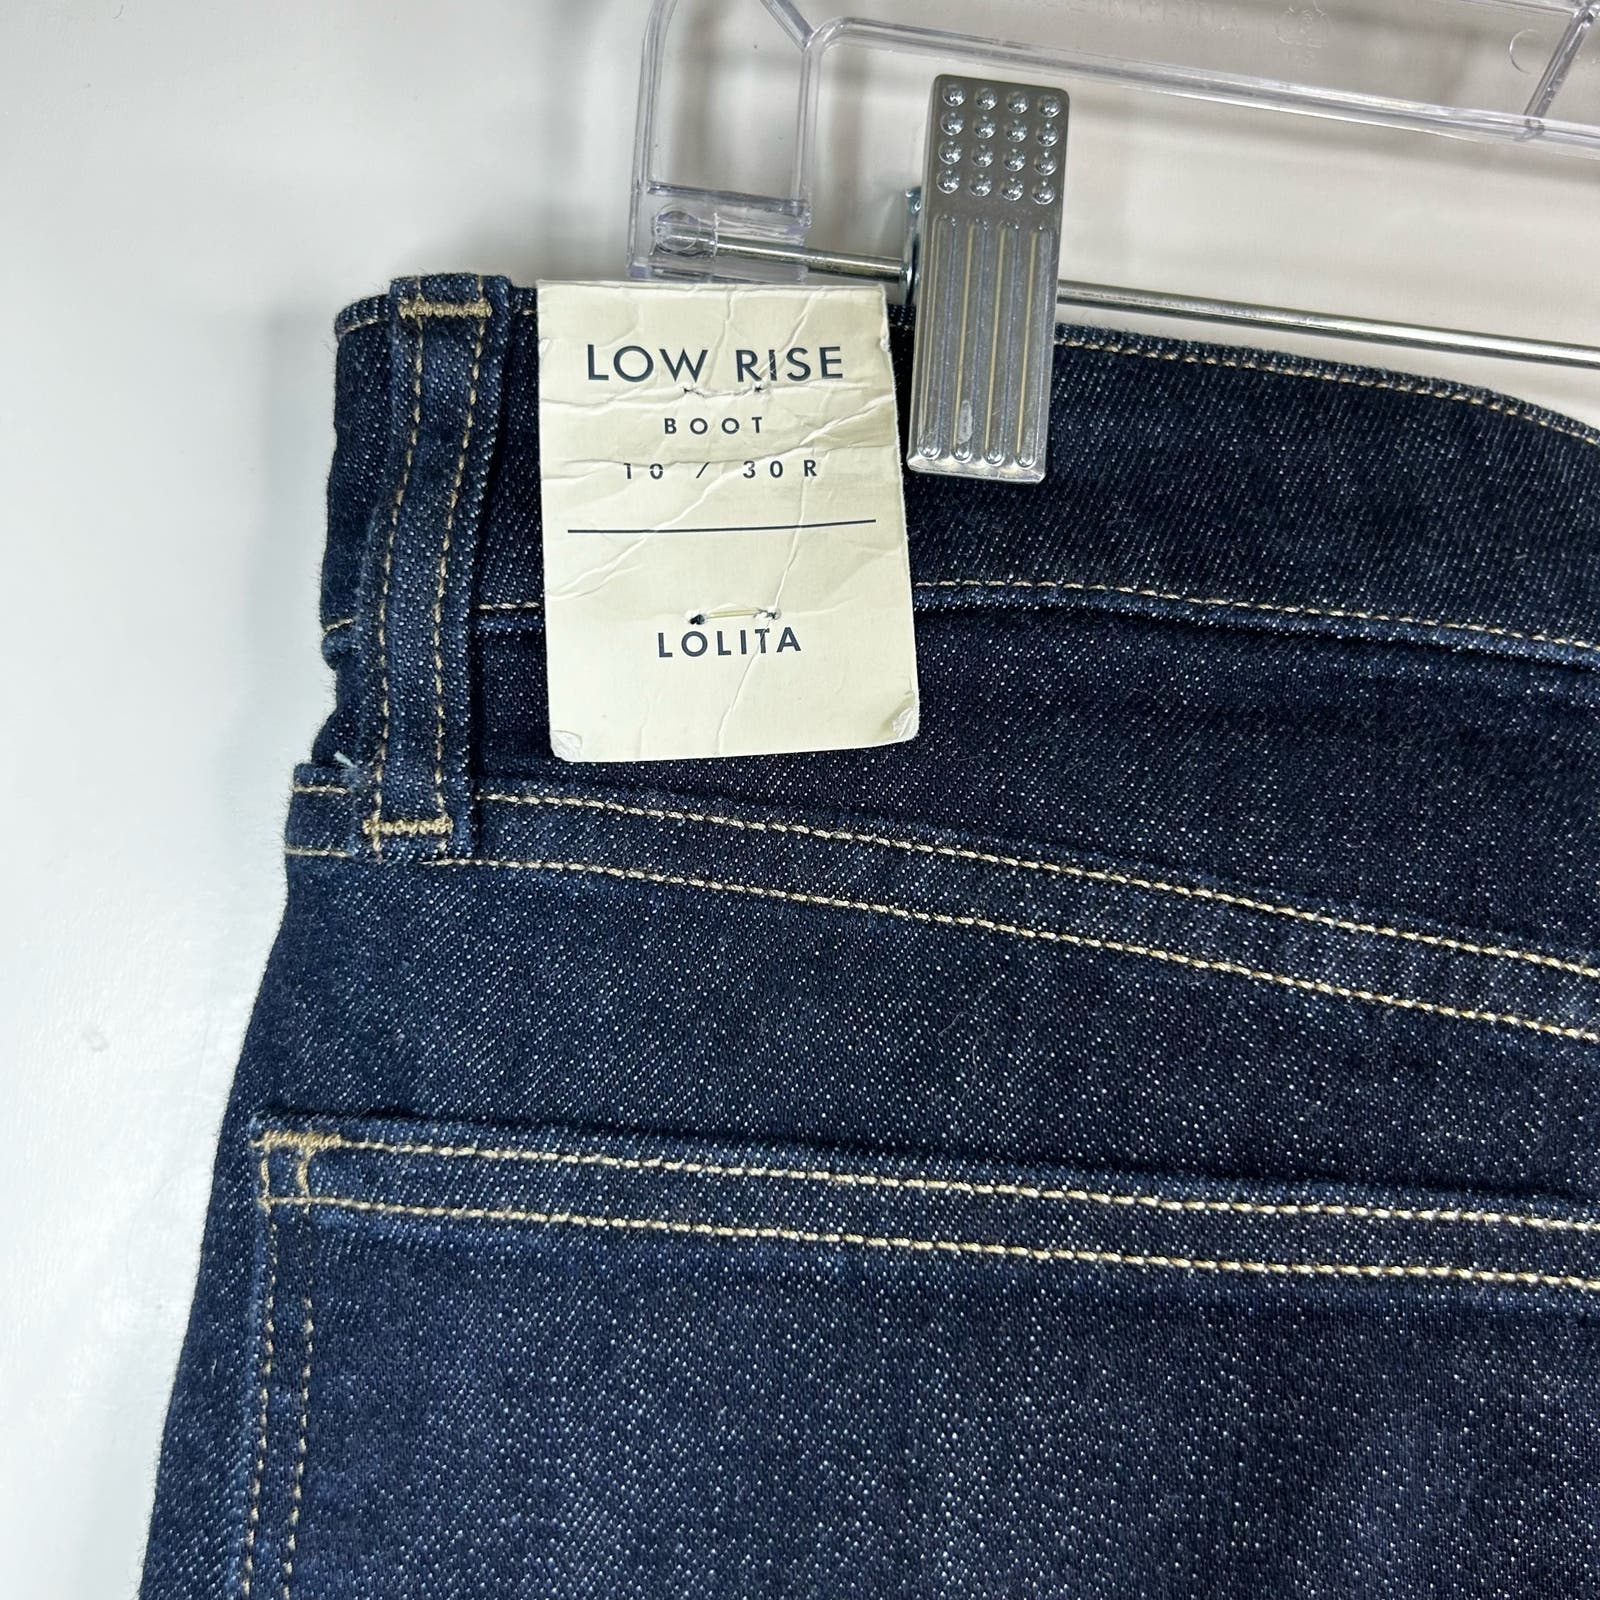 LOW RISE
BOOT
10 / 30R
LOLITA